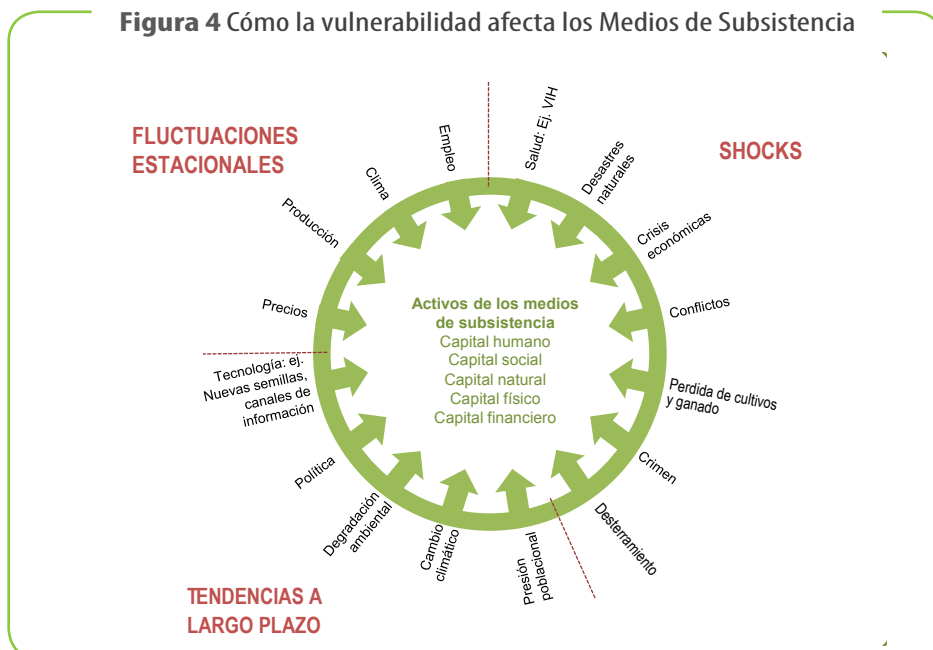 Figura 4 Cómo la vulnerabilidad afecta los Medios de Subsistencia
FLUCTUACIONES
ESTACIONALES
SHOCKS
Empleo
Clima
Producción
Precios
Salud: Ej. VIH
Desastres
naturales
Crisis
económicas
Conflictos
Perdida de cultivos
y ganado
Crimen
Desterramiento
Activos de los medios
de subsistencia
Capital humano
Capital social
Capital natural
Capital físico
Capital financiero
Tecnología: ej.
Nuevas semillas,
canales de
información
Política
Degradación
ambiental
Cambio
climático
Presión
poblacional
TENDENCIAS A
LARGO PLAZO